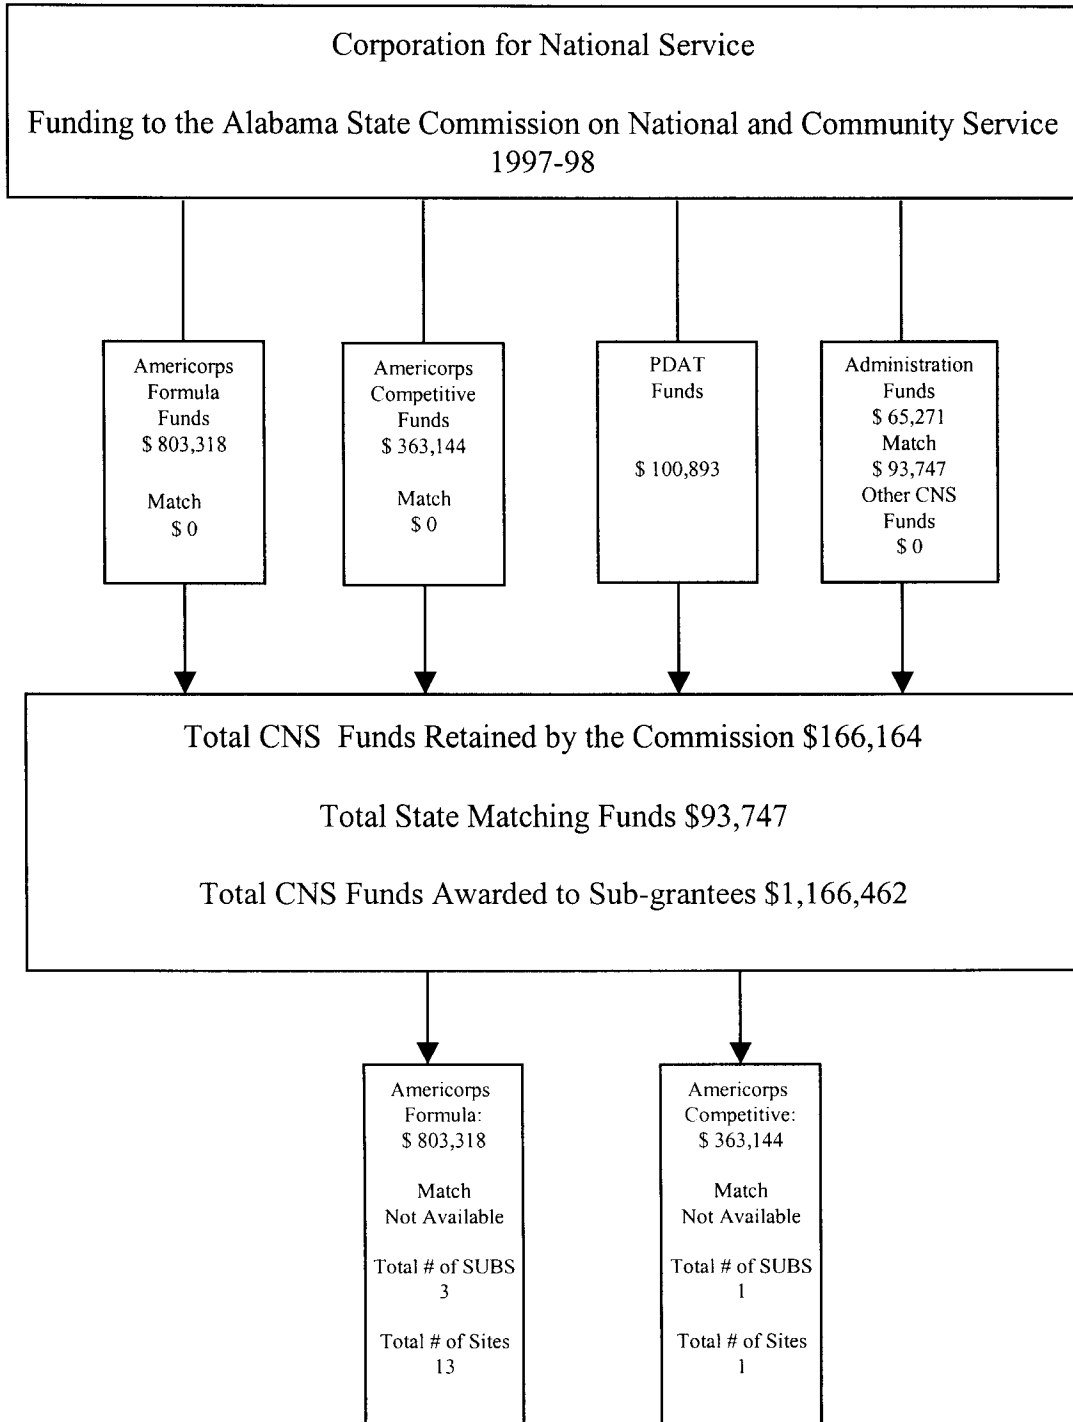 Corporation for National Service
Funding to the Alabama State Commission on National and Community Service
1997-98
Americorps
Formula
Funds
$ 803,318
Match
$ 0
Americorps
Competitive
Funds
$ 363,144
Match
$ 0
PDAT
Funds
$ 100,893
Administration
Funds
$ 65,271
Match
$ 93,747
Other CNS
Funds
$ 0
Total CNS Funds Retained by the Commission $166,164
Total State Matching Funds $93,747
Total CNS Funds Awarded to Sub-grantees $1,166,462
Americorps
Formula:
$ 803,318
Match
Not Available
Total # of SUBS
3
Total # of Sites
13
Americorps
Competitive:
$ 363,144
Match
Not Available
Total # of SUBS
1
Total # of Sites
1